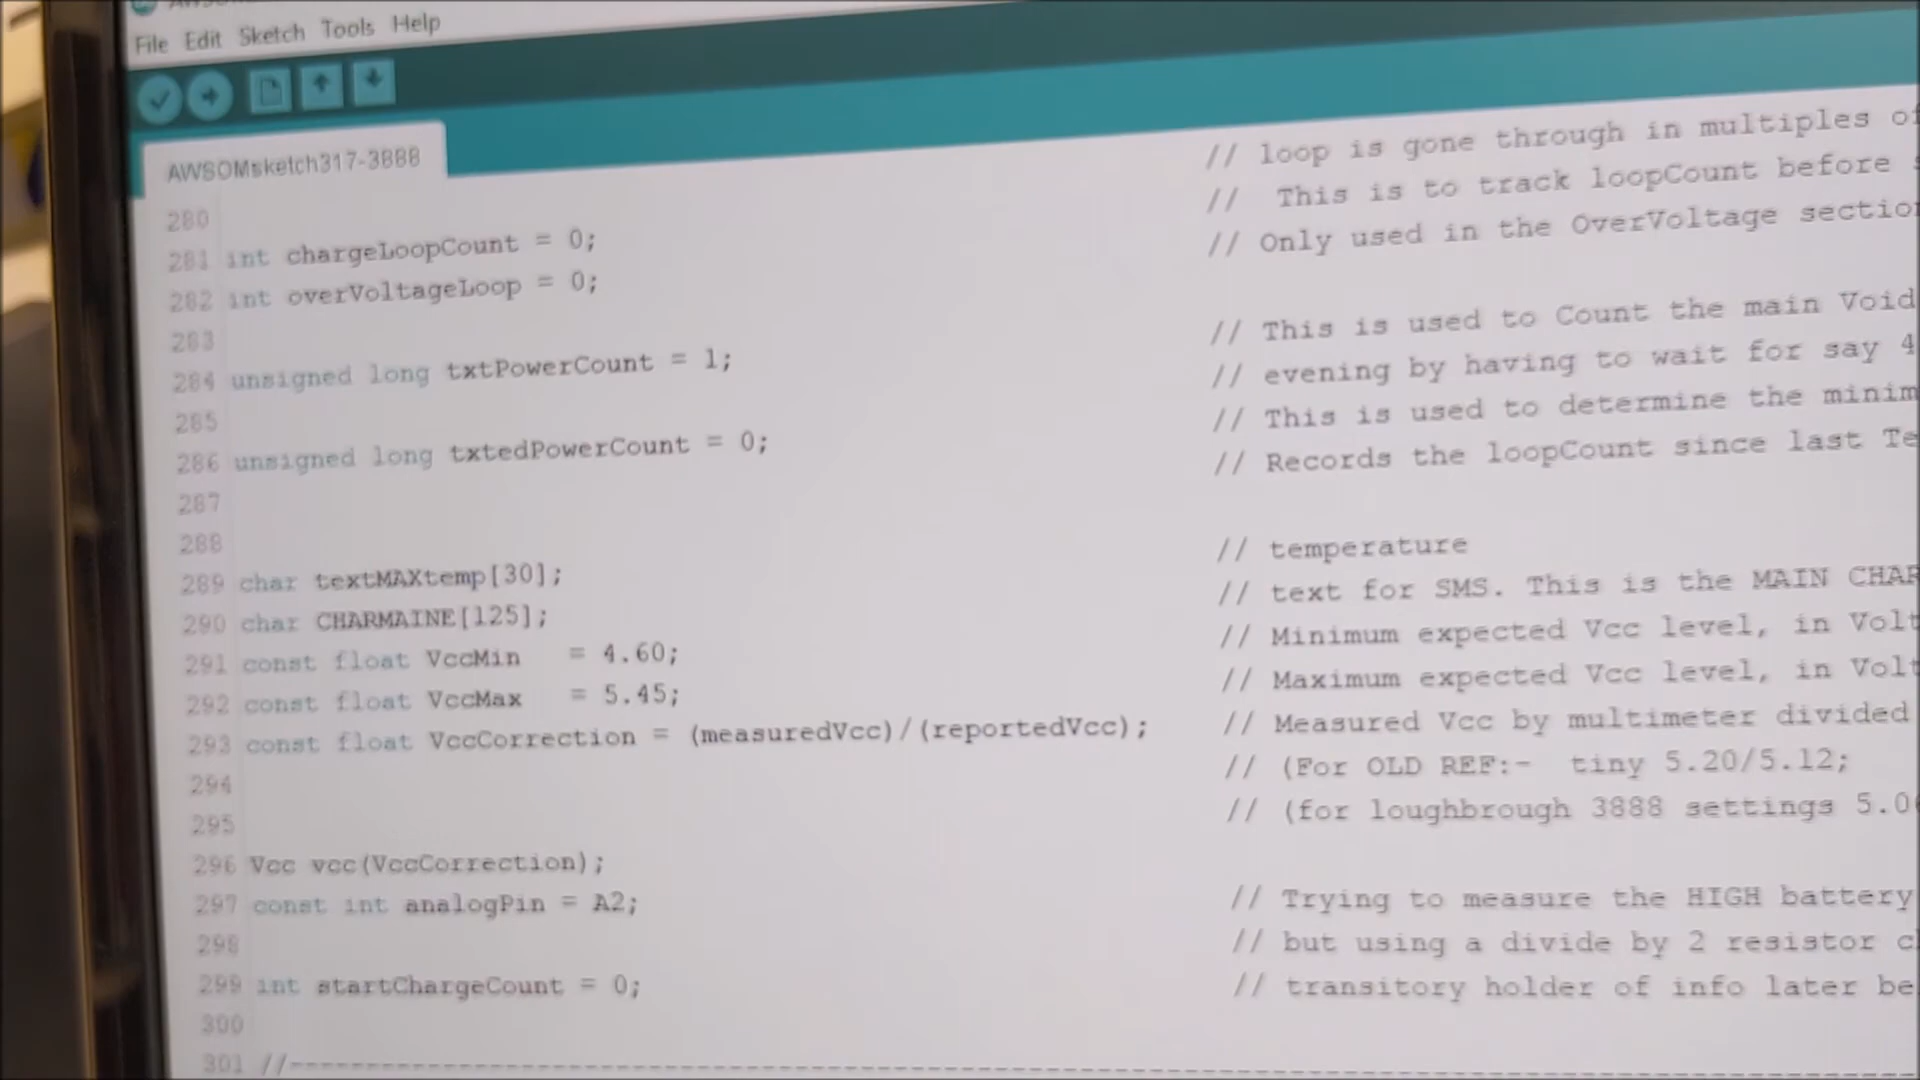 File Edit Sketch Tools Help
AWSOMsketch317-3888
280 // loop is gone through in multiples of
281 int chargeLoopCount = 0; // This is to track loopCount before
282 int overVoltageLoop = 0; // Only used in the OverVoltage section
283
284 unsigned long txtPowerCount = 1; // This is used to Count the main Void
285 // evening by having to wait for say 4
286 unsigned long txtedPowerCount = 0; // This is used to determine the
287 // Records the loopCount since last
288
289 char textMAXtemp[30]; // temperature
290 char CHARMAINE[125]; // text for SMS. This is the MAIN
291 const float VccMin = 4.60; // Minimum expected Vcc level, in
292 const float VccMax = 5.45; // Maximum expected Vcc level, in
293 const float VccCorrection = (measuredVcc)/(reportedVcc); // Measured Vcc by multimeter divided
294 // (For OLD REF:- tiny 5.20/5.12;
295 // (for loughbrough 3888 settings
296 Vcc vcc(VccCorrection);
297 const int analogPin = A2; // Trying to measure the HIGH battery
298 // but using a divide by 2 resistor
299 int startChargeCount = 0; // transitory holder of info later
300
301 //----------------------------------------